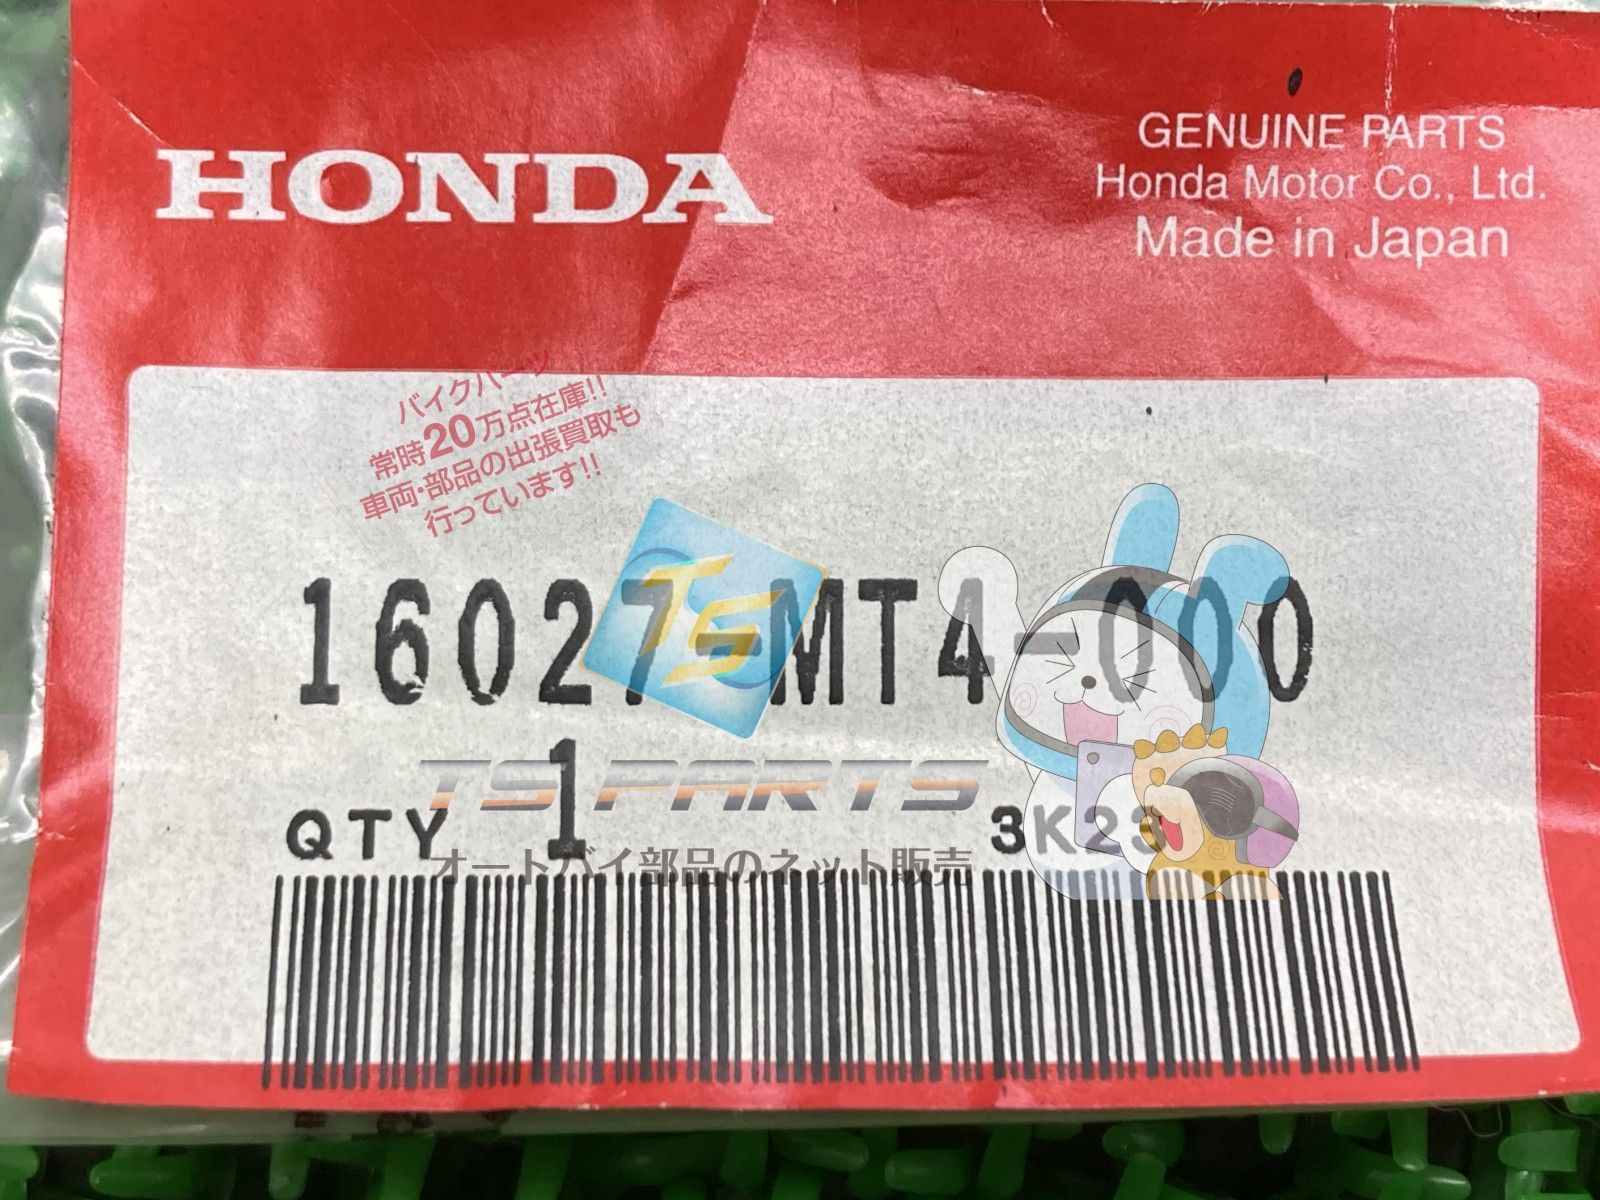 HONDA
GENUINE PARTS
Honda Motor Co., Ltd.
Made in Japan
バイクパーツ
常時20万点在庫!!
車両・部品の出張買取も
行っています!!
TS
16027-MT4-000
TS PARTS
QTY 1 3K23
オートバイ部品のネット販売